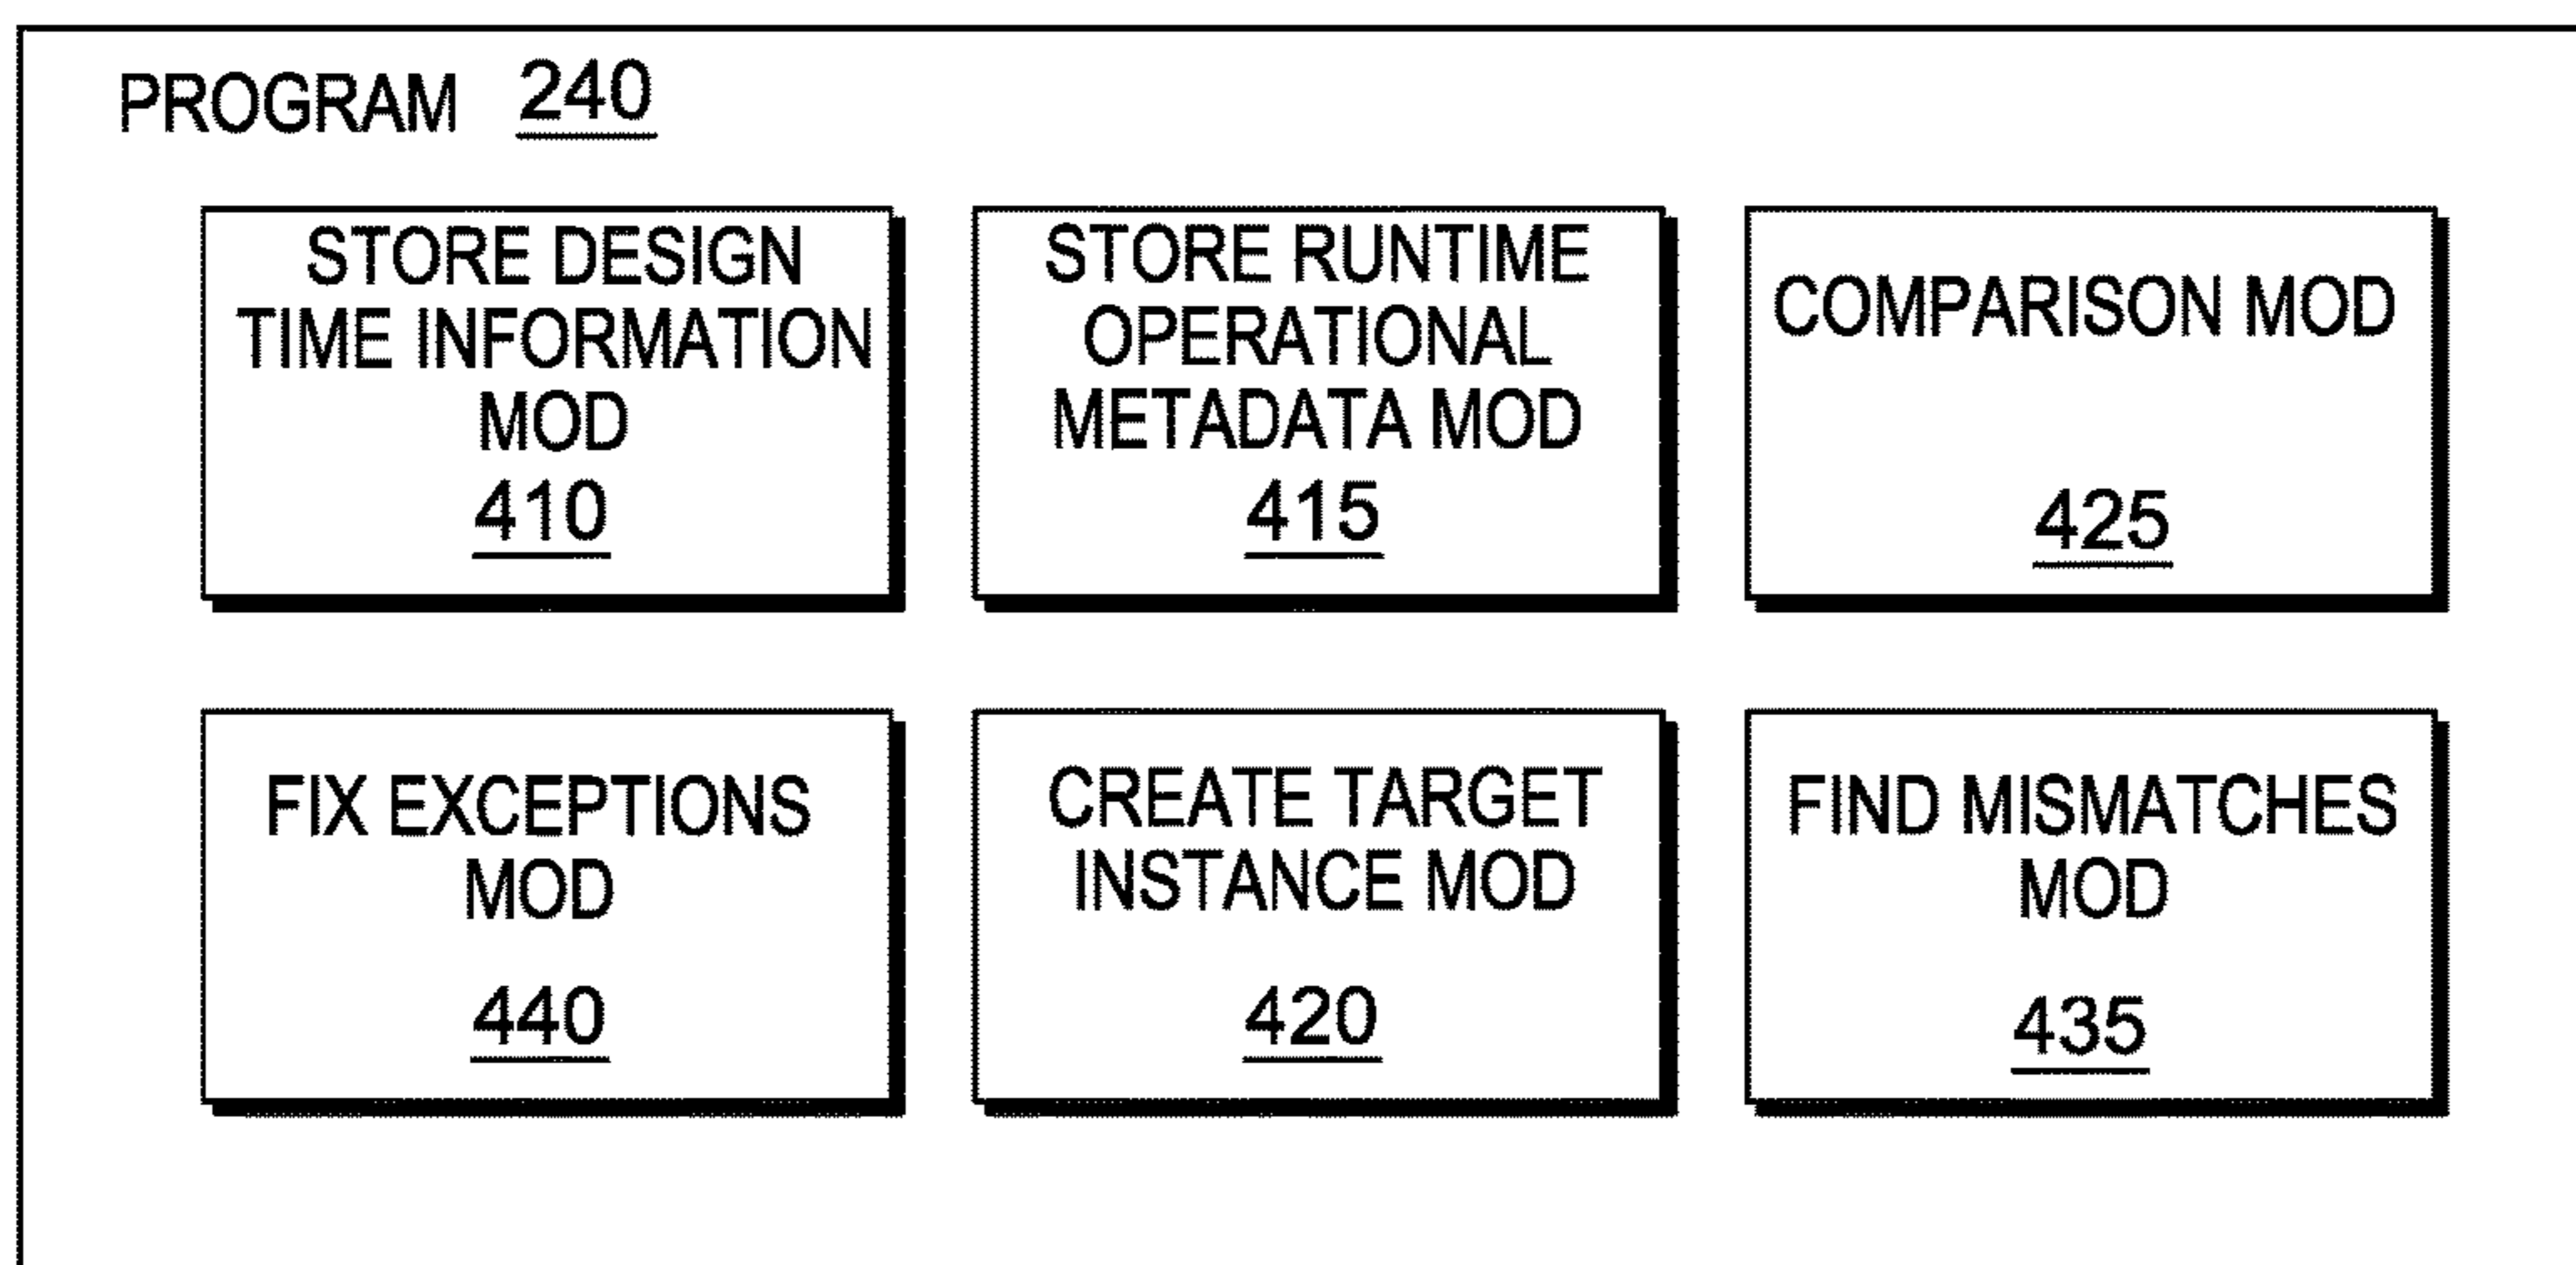 PROGRAM 240
STORE DESIGN
TIME INFORMATION
MOD
410
STORE RUNTIME
OPERATIONAL
METADATA MOD
415
COMPARISON MOD
425
FIX EXCEPTIONS
MOD
440
CREATE TARGET
INSTANCE MOD
420
FIND MISMATCHES
MOD
435